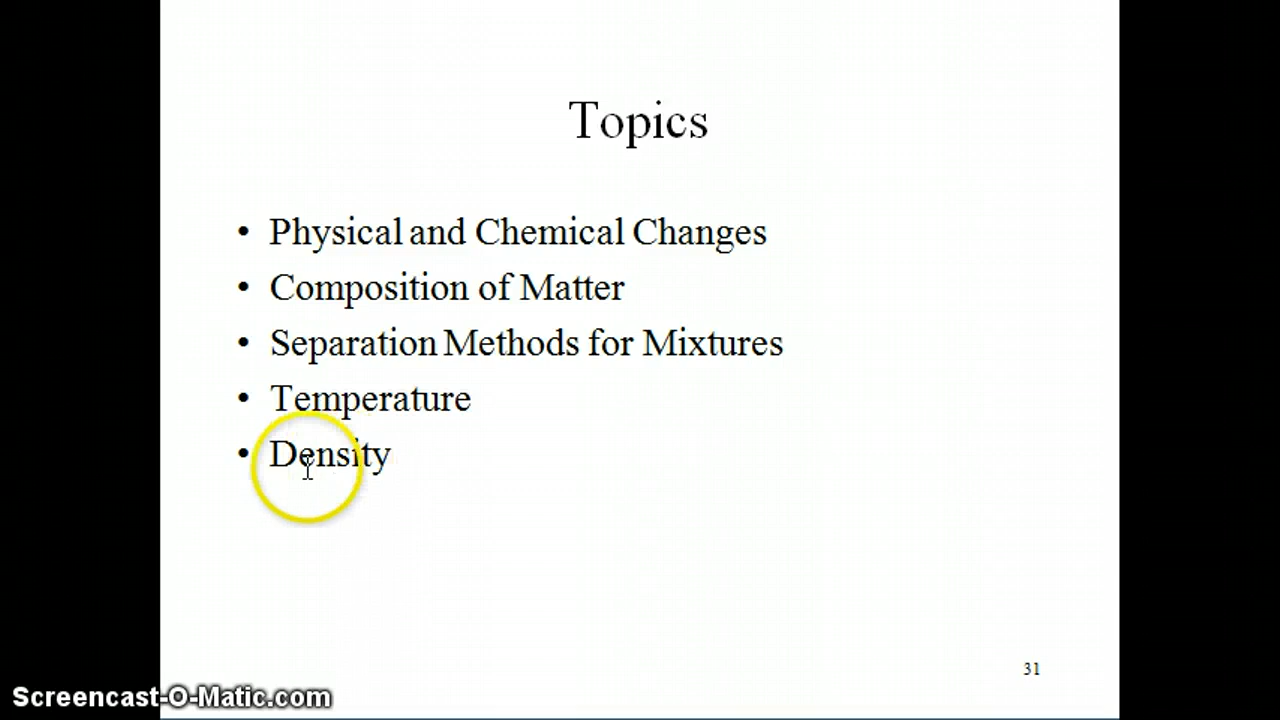 Topics
• Physical and Chemical Changes
• Composition of Matter
• Separation Methods for Mixtures
• Temperature
• Density
31
Screencast-O-Matic.com